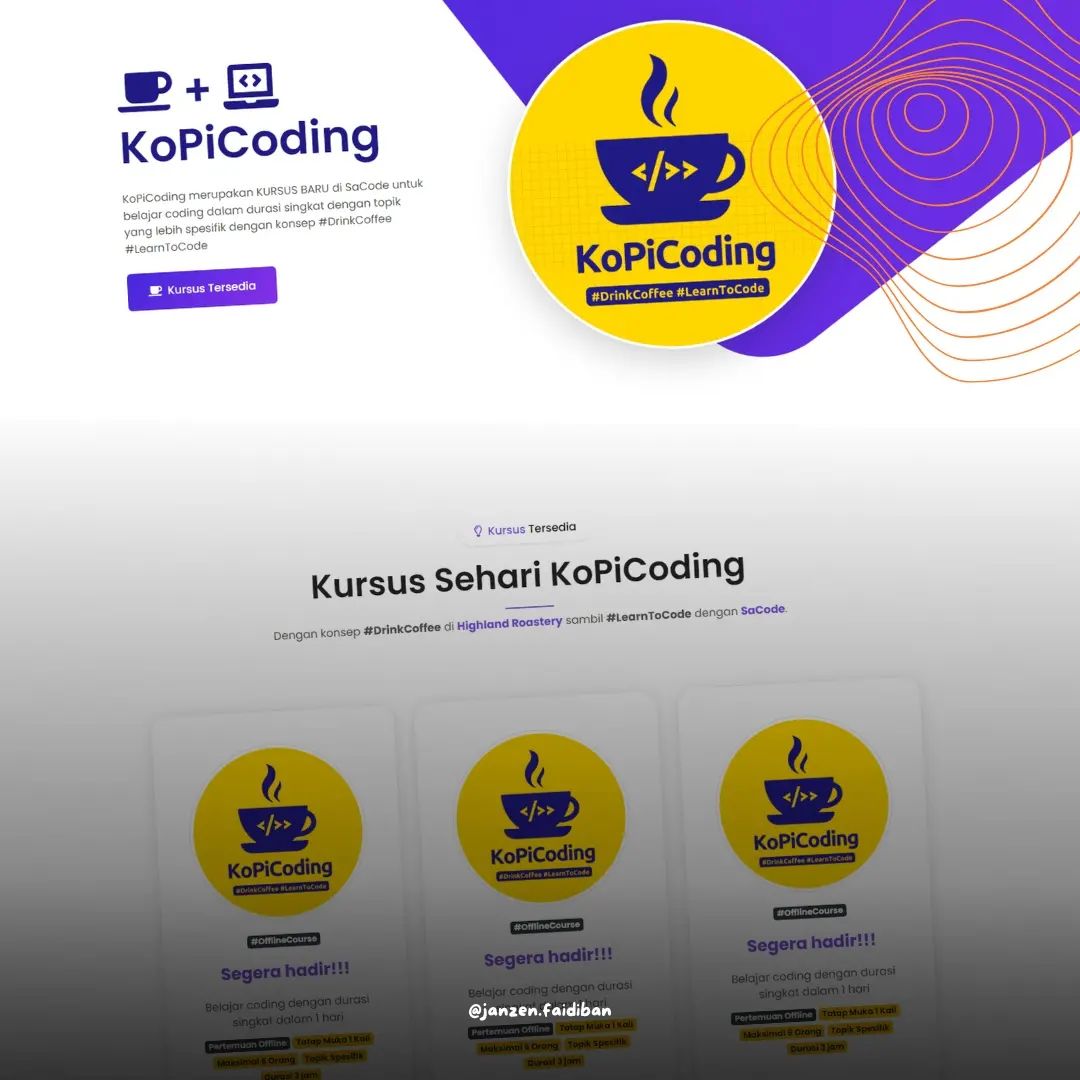 KoPiCoding
KoPiCoding merupakan KURSUS BARU di SaCode untuk
belajar coding dalam durasi singkat dengan topik
yang lebih spesifik dengan konsep #DrinkCoffee
#LearnToCode
Kursus Tersedia
</>>
KoPiCoding
#DrinkCoffee #LearnToCode
Kursus Tersedia
Kursus Sehari KoPiCoding
Dengan konsep #DrinkCoffee di Highland Roastery sambil #LearnToCode dengan SaCode.
</>>
KoPiCoding
#DrinkCoffee #LearnToCode
#OfflineCourse
Segera hadir!!!
Belajar coding dengan durasi
singkat dalam 1 hari
Pertemuan Offline Tatap Muka 1 Kali
Maksimal 6 Orang Topik Spesifik
Durasi 3 jam
</>>
KoPiCoding
#DrinkCoffee #LearnToCode
#OfflineCourse
Segera hadir!!!
Belajar coding dengan durasi
hari
Pertemuan Offline Tatap Muka 1 Kali
Maksimal 6 Orang Topik Spesifik
Durasi 3 jam
</>>
KoPiCoding
#DrinkCoffee #LearnToCode
#OfflineCourse
Segera hadir!!!
Belajar coding dengan durasi
singkat dalam 1 hari
Pertemuan Offline Tatap Muka 1 Kali
Maksimal 6 Orang Topik Spesifik
Durasi 3 jam
@janzen.faidiban